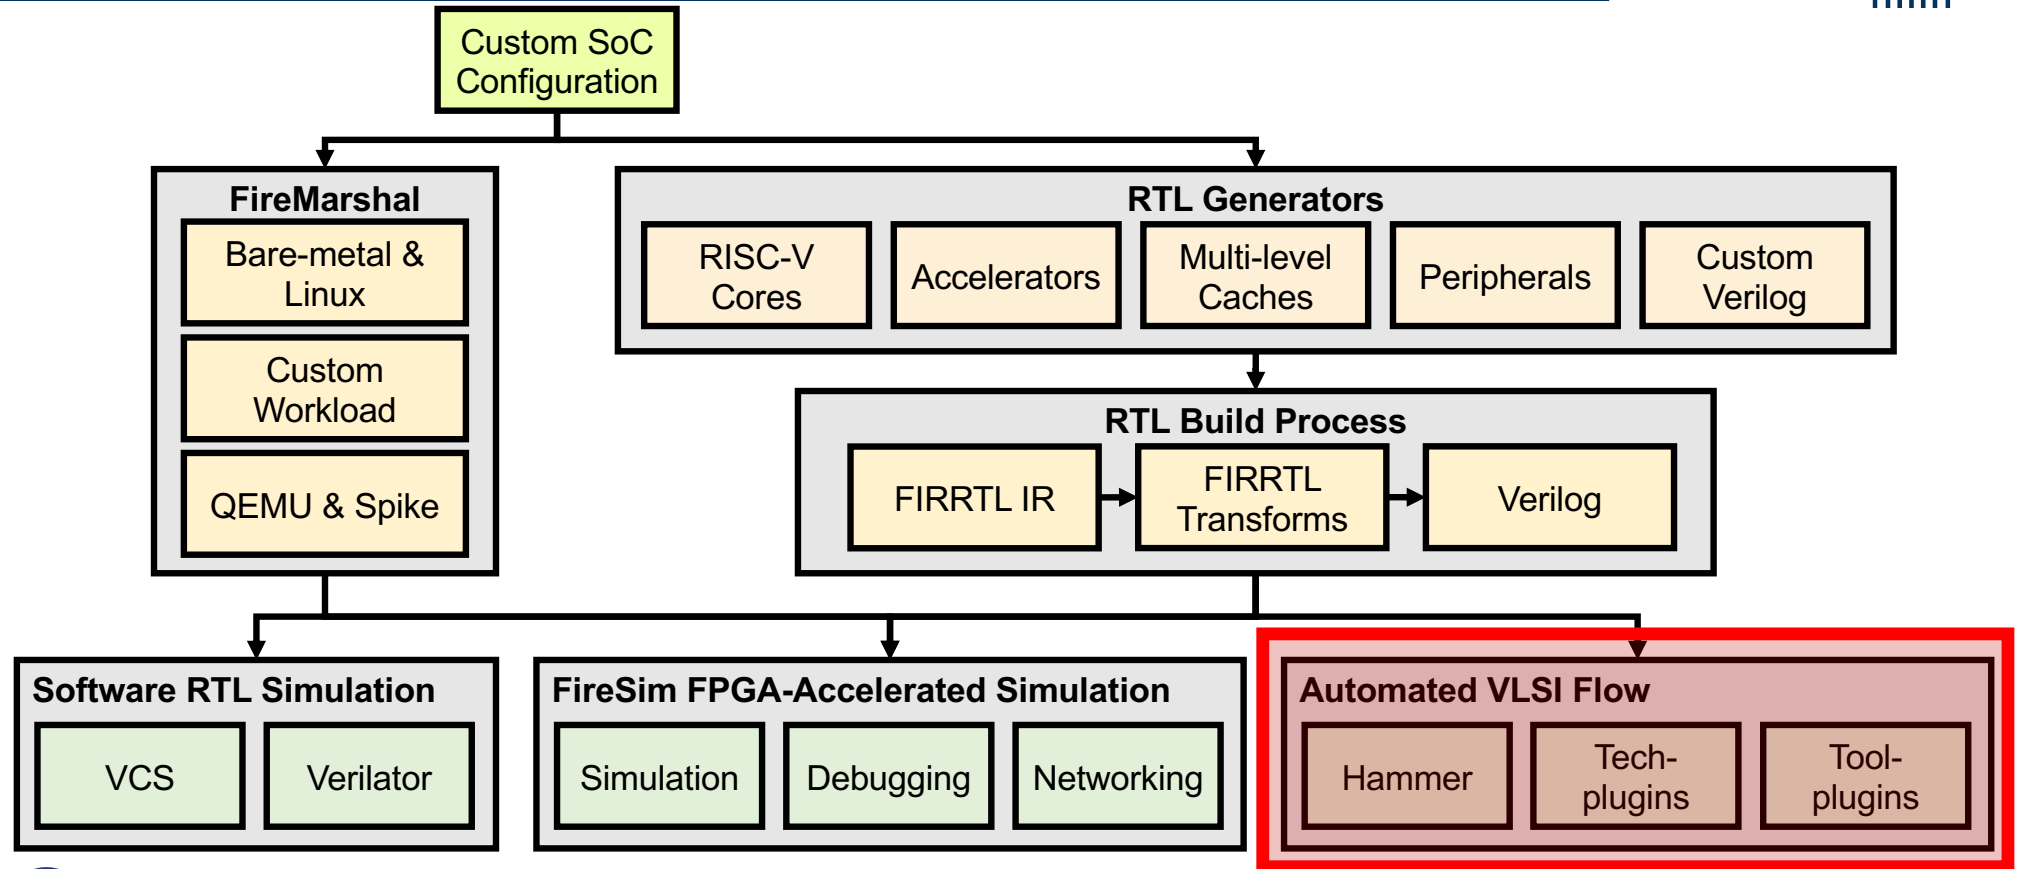 Custom SoC
Configuration
FireMarshal
Bare-metal &
Linux
Custom
Workload
QEMU & Spike
RTL Generators
RISC-V
Cores
Accelerators
Multi-level
Caches
Peripherals
Custom
Verilog
RTL Build Process
FIRRTL IR
FIRRTL
Transforms
Verilog
Software RTL Simulation
VCS
Verilator
FireSim FPGA-Accelerated Simulation
Simulation
Debugging
Networking
Automated VLSI Flow
Hammer
Tech-
plugins
Tool-
plugins